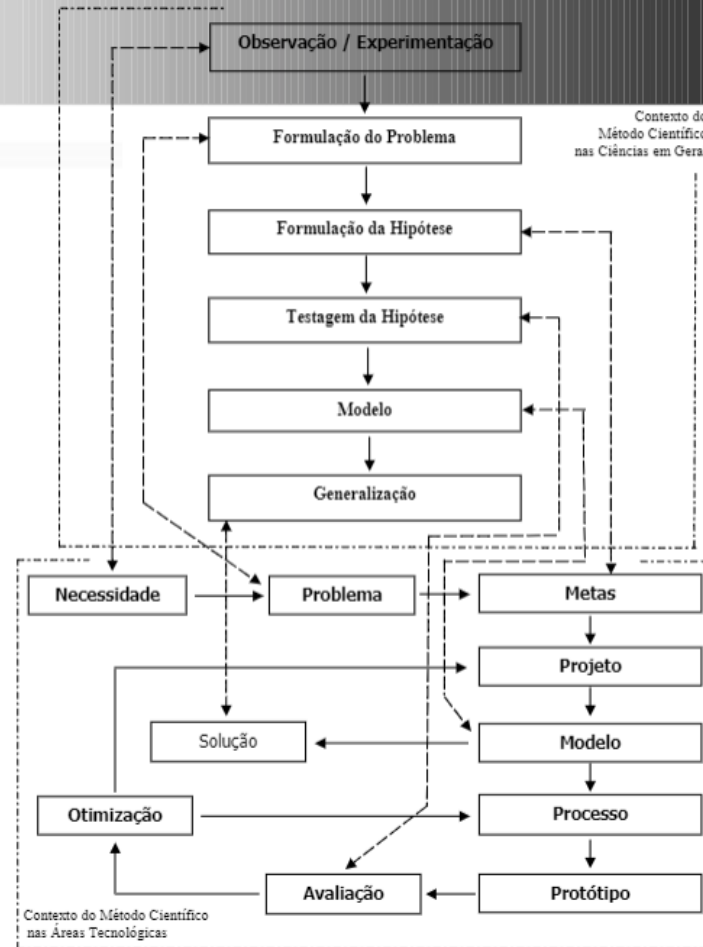 Observação / Experimentação
Contexto do
Método Científico
nas Ciências em Gera
Formulação do Problema
Formulação da Hipótese
Testagem da Hipótese
Modelo
Generalização
Necessidade
Problema
Metas
Projeto
Solução
Modelo
Otimização
Processo
Avaliação
Protótipo
Contexto do Método Científico
nas Áreas Tecnológicas